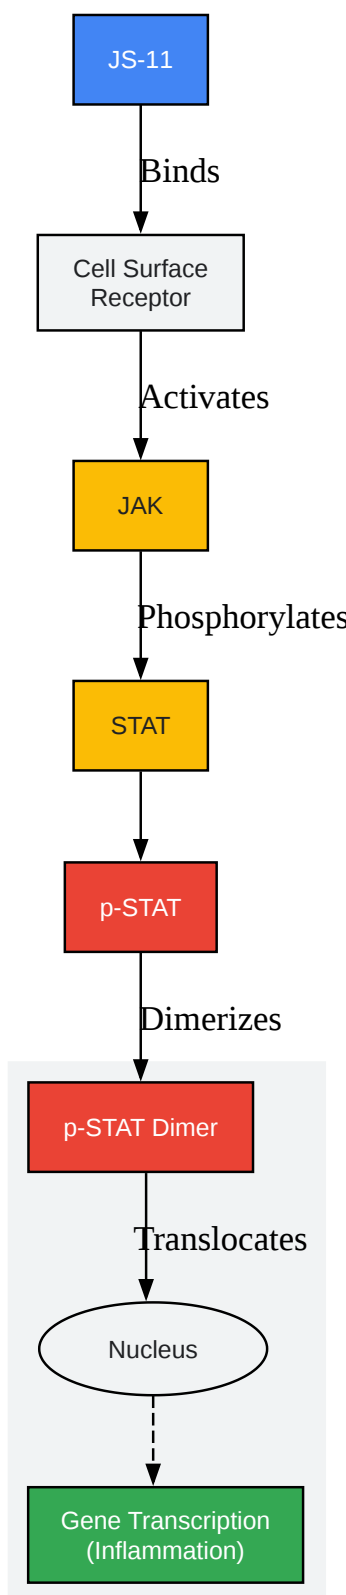 JS-11
Binds
Cell Surface
Receptor
Activates
JAK
Phosphorylates
STAT
p-STAT
Dimerizes
p-STAT Dimer
Translocates
Nucleus
Gene Transcription
(Inflammation)